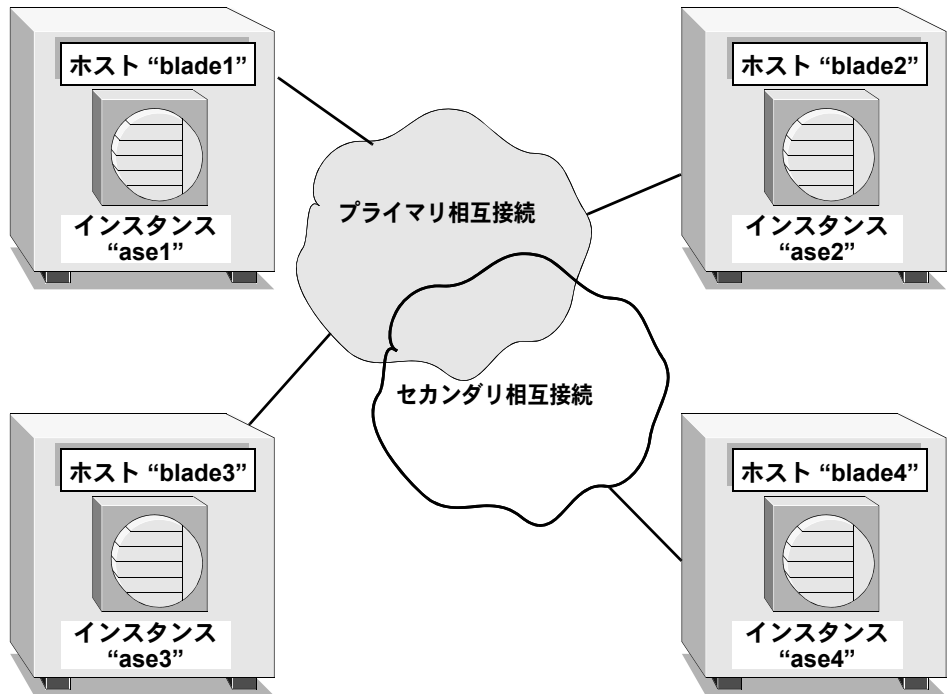 ホスト “blade1”
インスタンス
“ase1”
ホスト “blade2”
インスタンス
“ase2”
プライマリ相互接続
セカンダリ相互接続
ホスト “blade3”
インスタンス
“ase3”
ホスト “blade4”
インスタンス
“ase4”